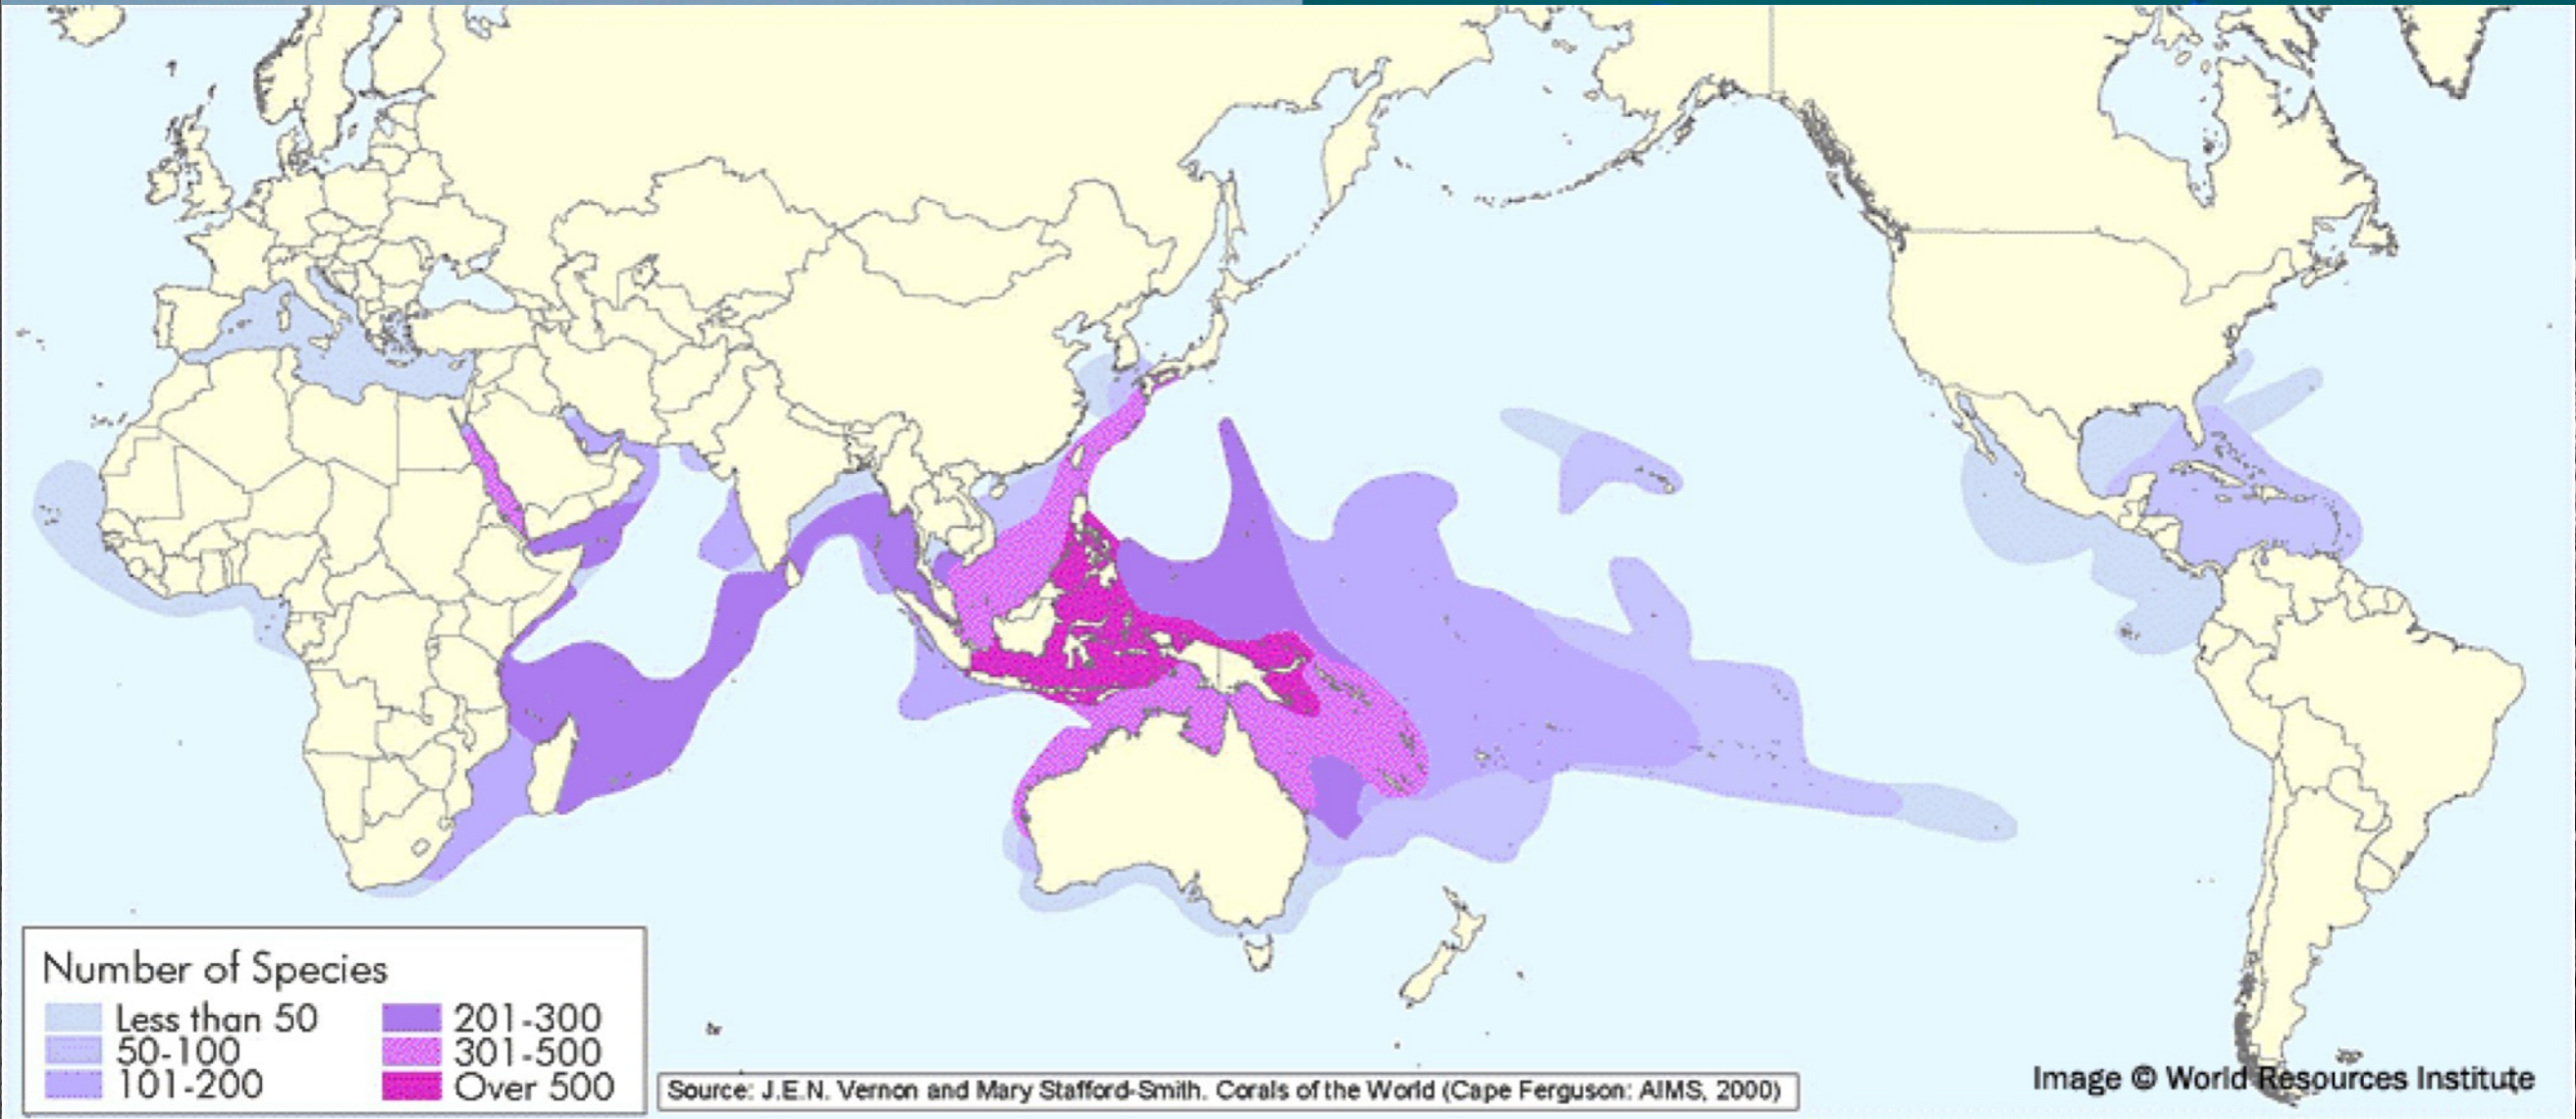 Number of Species
Less than 50
50-100
101-200
201-300
301-500
Over 500
Source: J.E.N. Vernon and Mary Stafford-Smith. Corals of the World (Cape Ferguson: AIMS, 2000)
Image © World Resources Institute